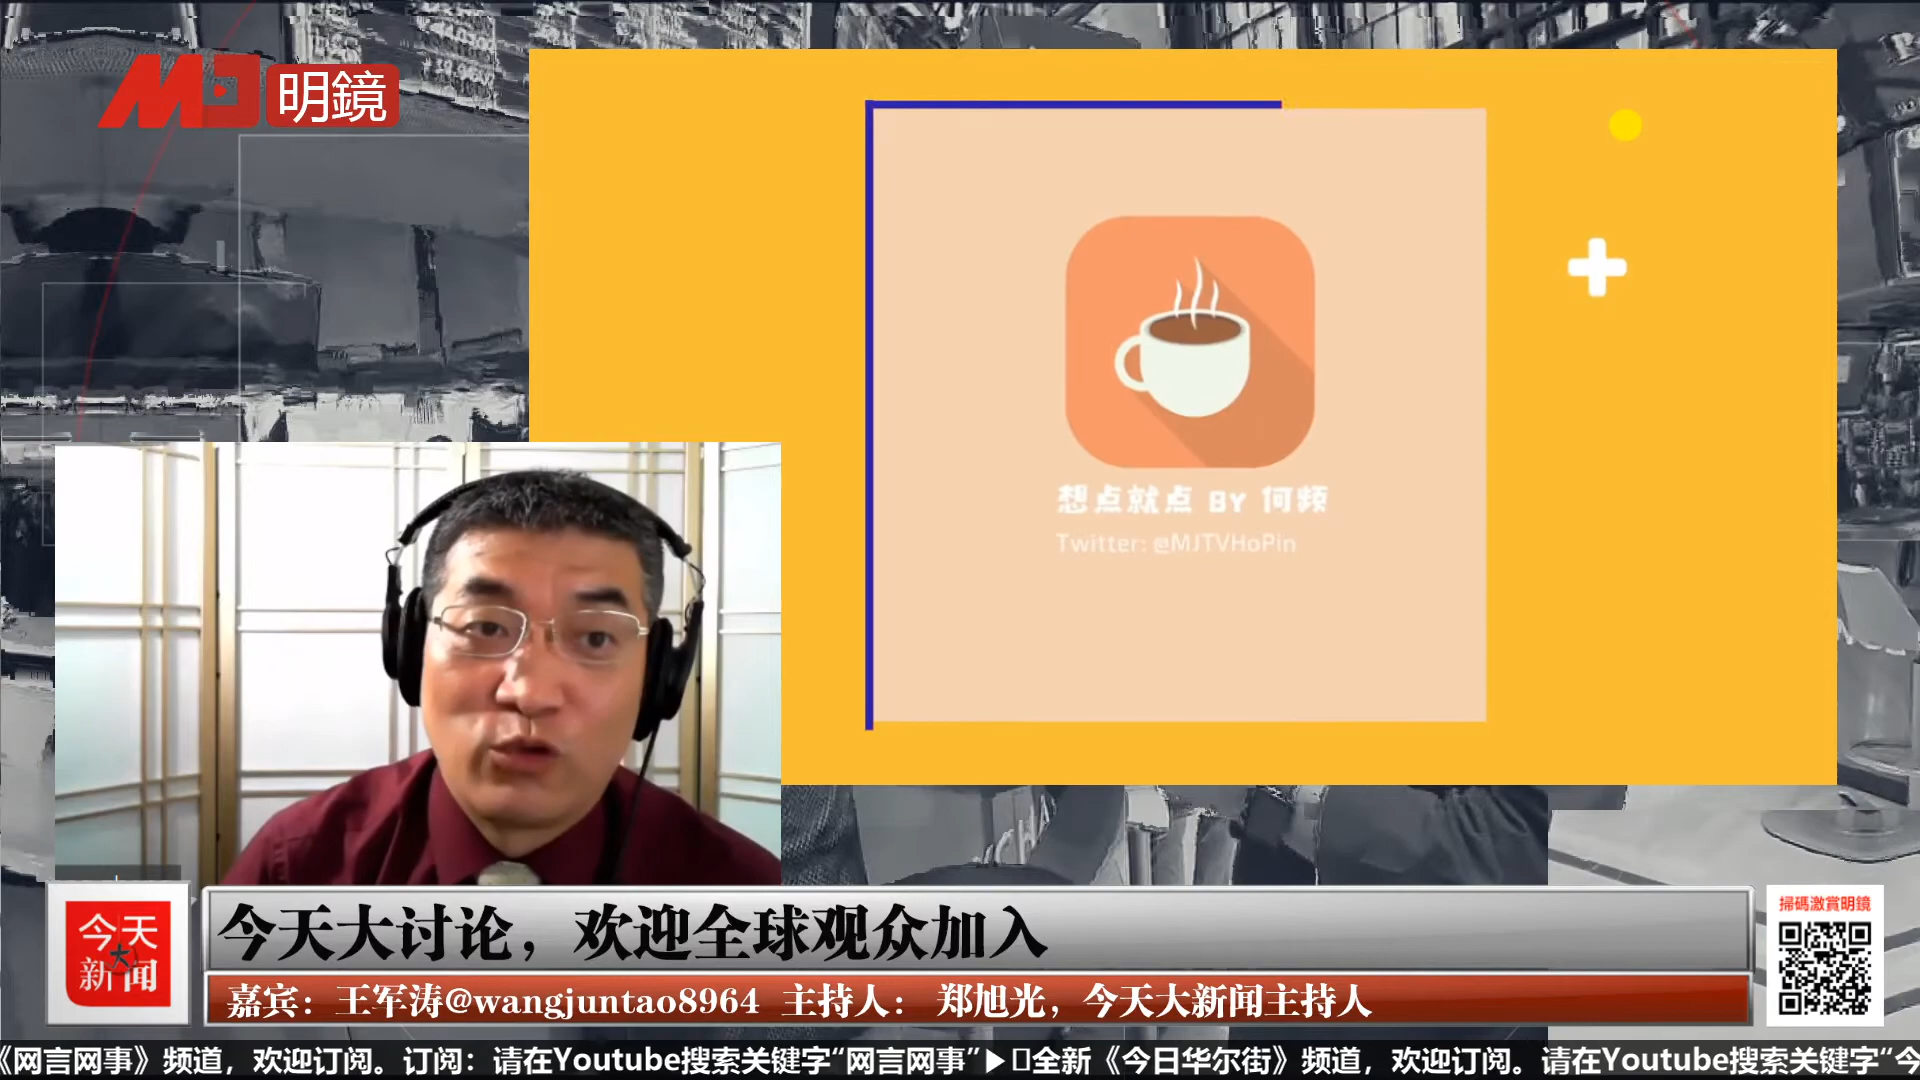 明鏡
想点就点 BY 何频
Twitter: @MJTVHoPin
今天大讨论，欢迎全球观众加入
嘉宾：王军涛@wangjuntao8964 主持人： 郑旭光，今天大新闻主持人
今天
大
新闻
掃碼激賞明鏡
《网言网事》频道，欢迎订阅。订阅：请在Youtube搜索关键字“网言网事”▶全新《今日华尔街》频道，欢迎订阅。请在Youtube搜索关键字“今